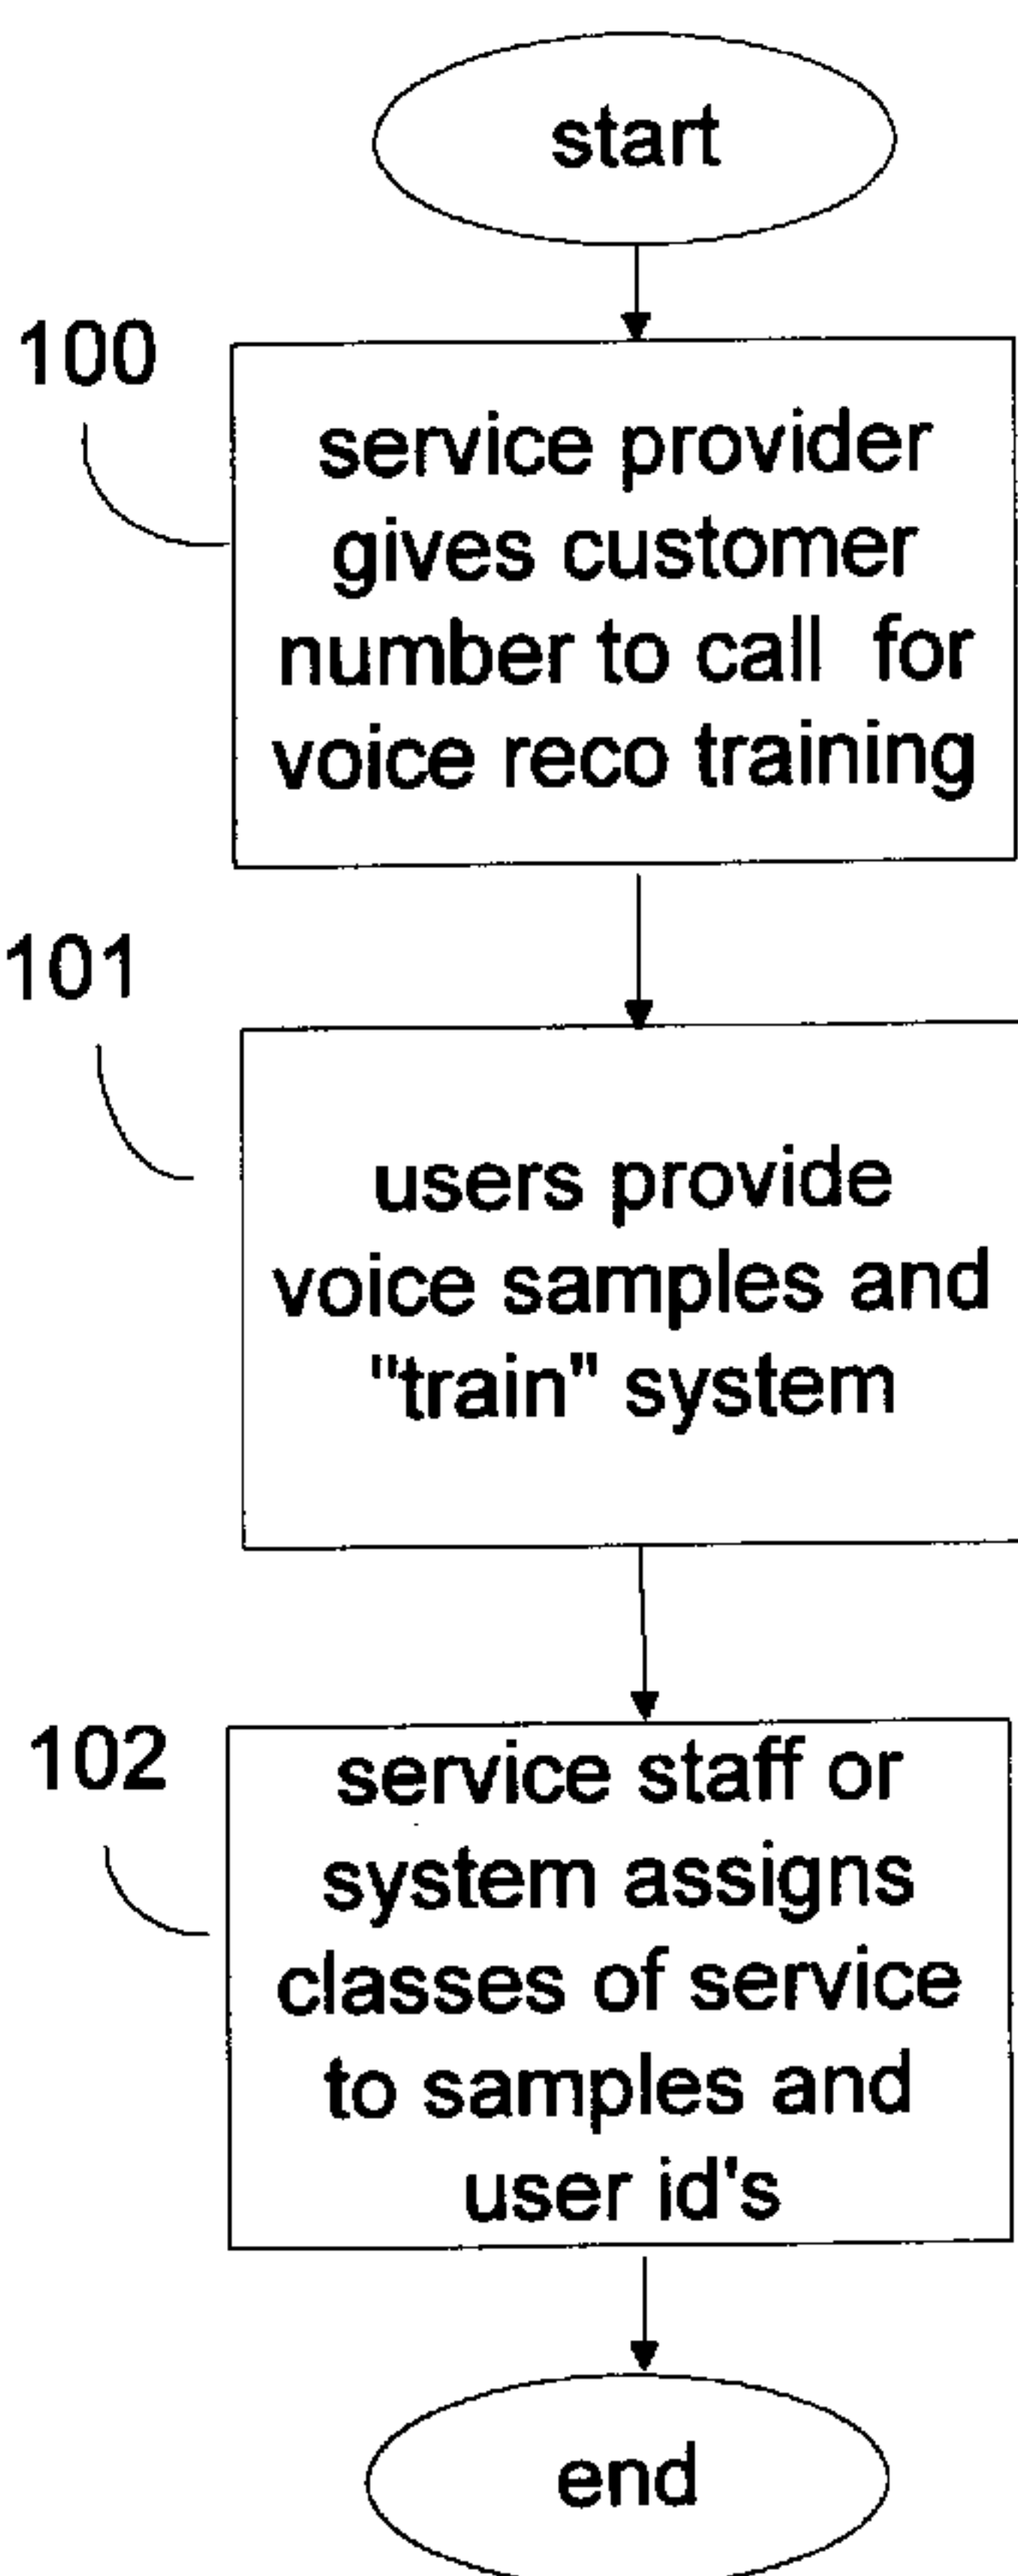 start
100
service provider
gives customer
number to call for
voice reco training
101
users provide
voice samples and
"train" system
102
service staff or
system assigns
classes of service
to samples and
user id's
end